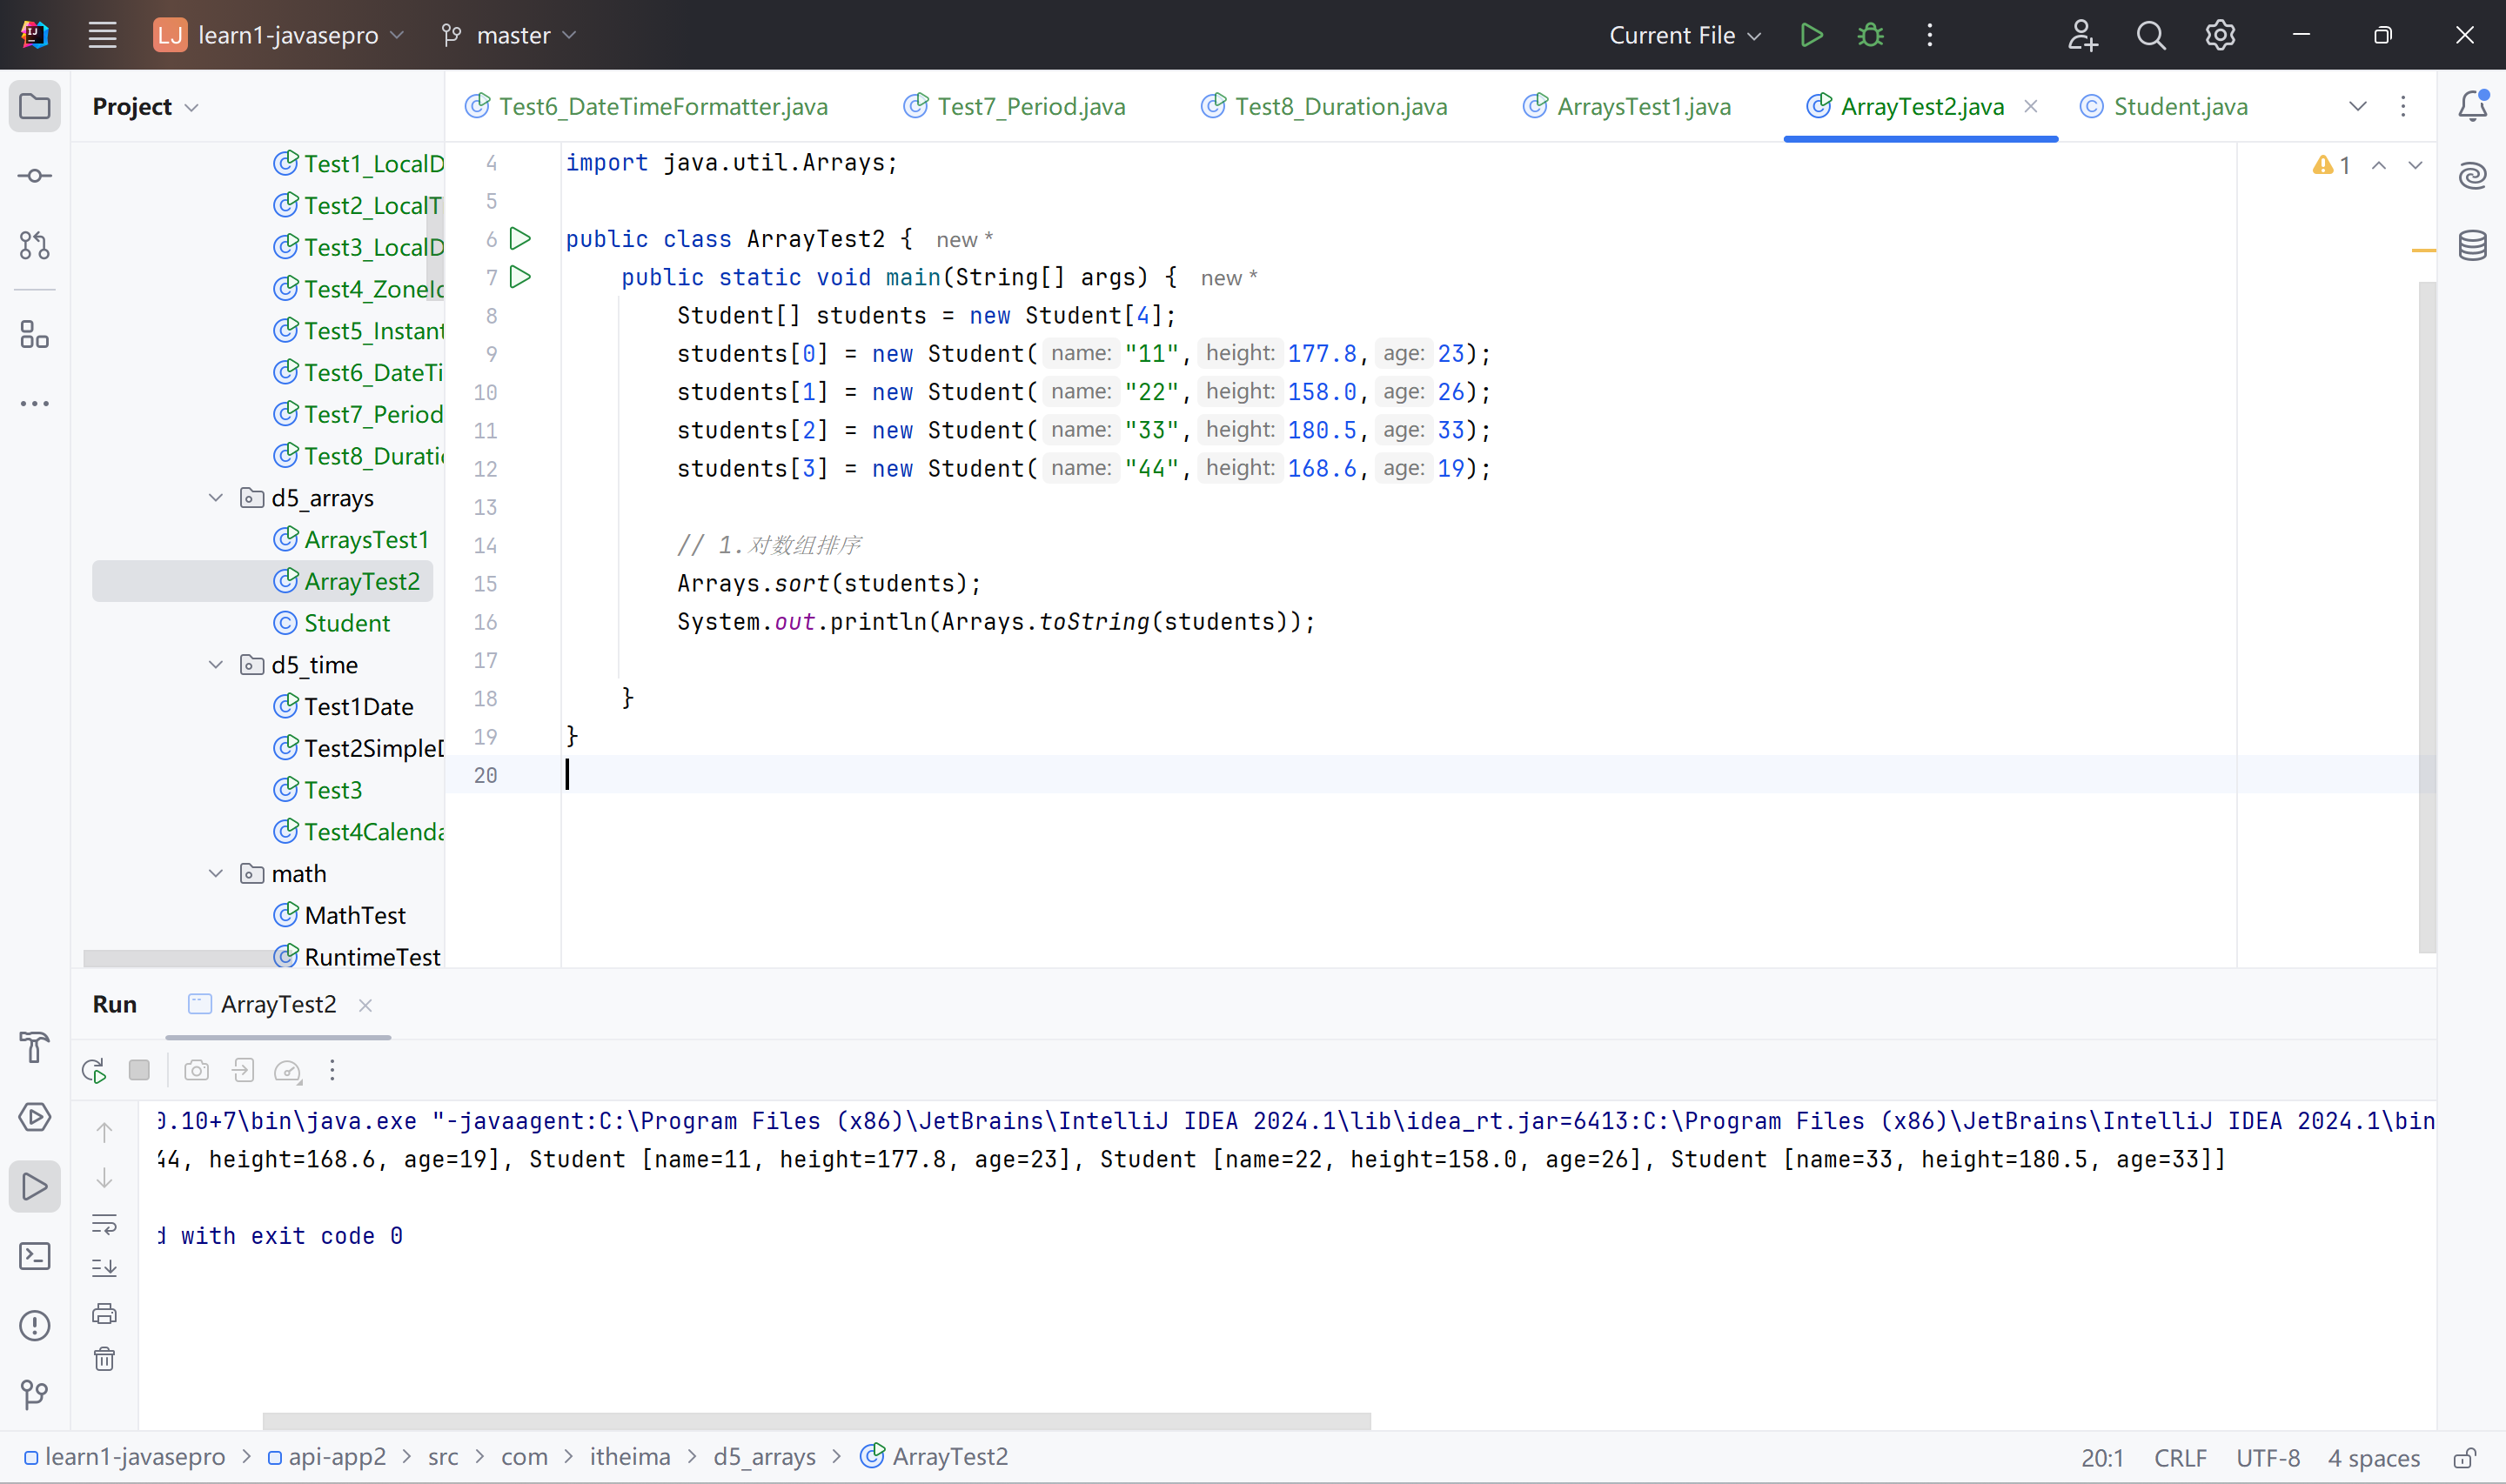 LJ learn1-javasepro master Current File
Project
Test6_DateTimeFormatter.java Test7_Period.java Test8_Duration.java ArraysTest1.java ArrayTest2.java Student.java
Test1_LocalD
Test2_LocalT
Test3_LocalD
Test4_ZoneId
Test5_Instant
Test6_DateTi
Test7_Period
Test8_Duratio
d5_arrays
ArraysTest1
ArrayTest2
Student
d5_time
Test1Date
Test2SimpleD
Test3
Test4Calenda
math
MathTest
RuntimeTest
1
4 import java.util.Arrays;
5
6 public class ArrayTest2 { new *
7 public static void main(String[] args) { new *
8 Student[] students = new Student[4];
9 students[0] = new Student( name: "11", height: 177.8, age: 23);
10 students[1] = new Student( name: "22", height: 158.0, age: 26);
11 students[2] = new Student( name: "33", height: 180.5, age: 33);
12 students[3] = new Student( name: "44", height: 168.6, age: 19);
13
14 // 1.对数组排序
15 Arrays.sort(students);
16 System.out.println(Arrays.toString(students));
17
18 }
19 }
20
Run ArrayTest2
0.10+7\bin\java.exe "-javaagent:C:\Program Files (x86)\JetBrains\IntelliJ IDEA 2024.1\lib\idea_rt.jar=6413:C:\Program Files (x86)\JetBrains\IntelliJ IDEA 2024.1\bin
44, height=168.6, age=19], Student [name=11, height=177.8, age=23], Student [name=22, height=158.0, age=26], Student [name=33, height=180.5, age=33]]
d with exit code 0
learn1-javasepro > api-app2 > src > com > itheima > d5_arrays > ArrayTest2 20:1 CRLF UTF-8 4 spaces